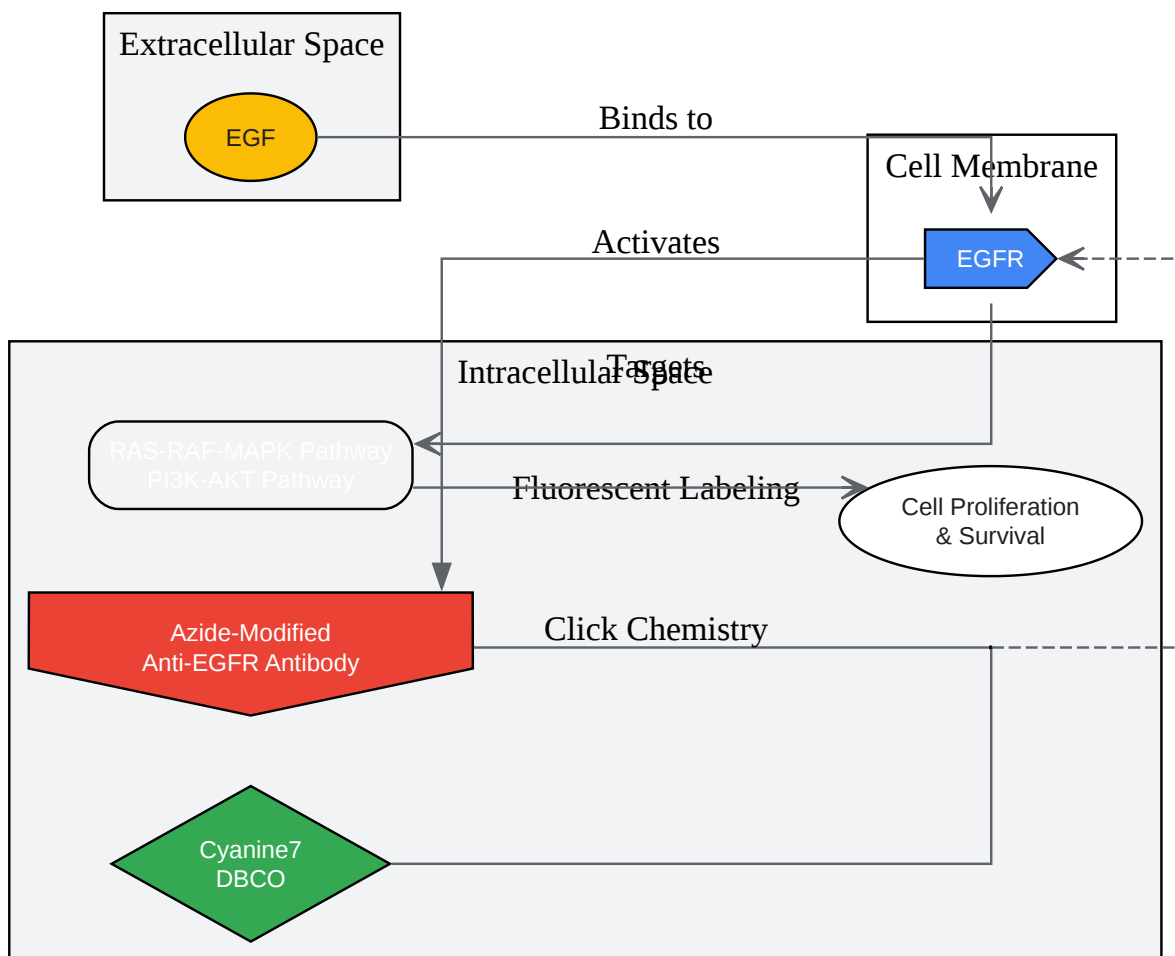 Extracellular Space
EGF
Binds to
Cell Membrane
Activates
EGFR
Targets
Intracellular Space
RAS-RAF-MAPK Pathway
PI3K-AKT Pathway
Fluorescent Labeling
Cell Proliferation
& Survival
Azide-Modified
Anti-EGFR Antibody
Click Chemistry
Cyanine7
DBCO